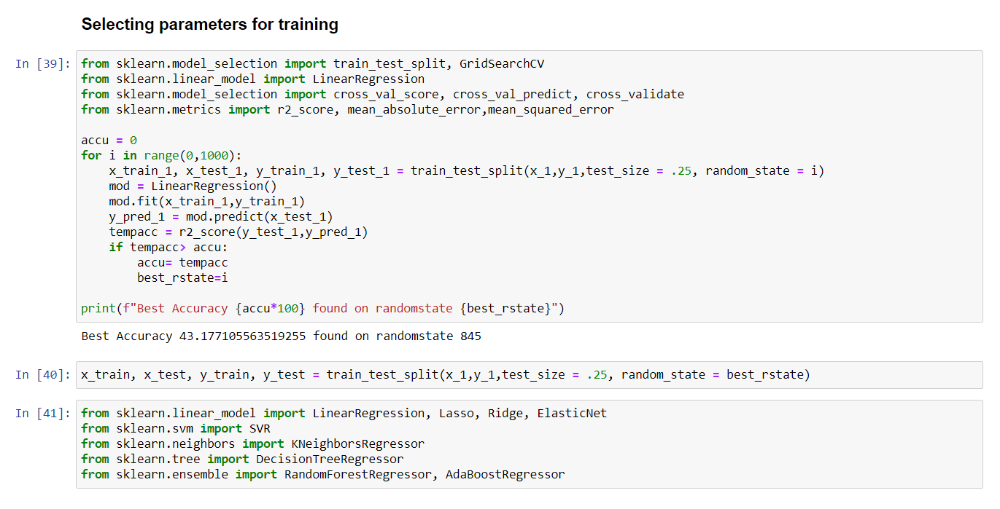 Selecting parameters for training
In [39]:
from sklearn.model_selection import train_test_split, GridSearchCV
from sklearn.linear_model import LinearRegression
from sklearn.model_selection import cross_val_score, cross_val_predict, cross_validate
from sklearn.metrics import r2_score, mean_absolute_error,mean_squared_error
accu = 0
for i in range(0,1000):
    x_train_1, x_test_1, y_train_1, y_test_1 = train_test_split(x_1,y_1,test_size = .25, random_state = i)
    mod = LinearRegression()
    mod.fit(x_train_1,y_train_1)
    y_pred_1 = mod.predict(x_test_1)
    tempacc = r2_score(y_test_1,y_pred_1)
    if tempacc> accu:
        accu= tempacc
        best_rstate=i
print(f"Best Accuracy {accu*100} found on randomstate {best_rstate}")
Best Accuracy 43.177105563519255 found on randomstate 845
In [40]:
x_train, x_test, y_train, y_test = train_test_split(x_1,y_1,test_size = .25, random_state = best_rstate)
In [41]:
from sklearn.linear_model import LinearRegression, Lasso, Ridge, ElasticNet
from sklearn.svm import SVR
from sklearn.neighbors import KNeighborsRegressor
from sklearn.tree import DecisionTreeRegressor
from sklearn.ensemble import RandomForestRegressor, AdaBoostRegressor